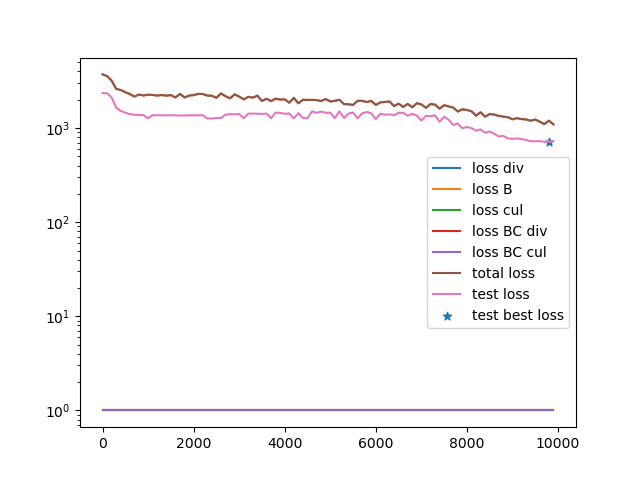 10³
10²
10¹
10⁰
loss div
loss B
loss cul
loss BC div
loss BC cul
total loss
test loss
test best loss
0 2000 4000 6000 8000 10000